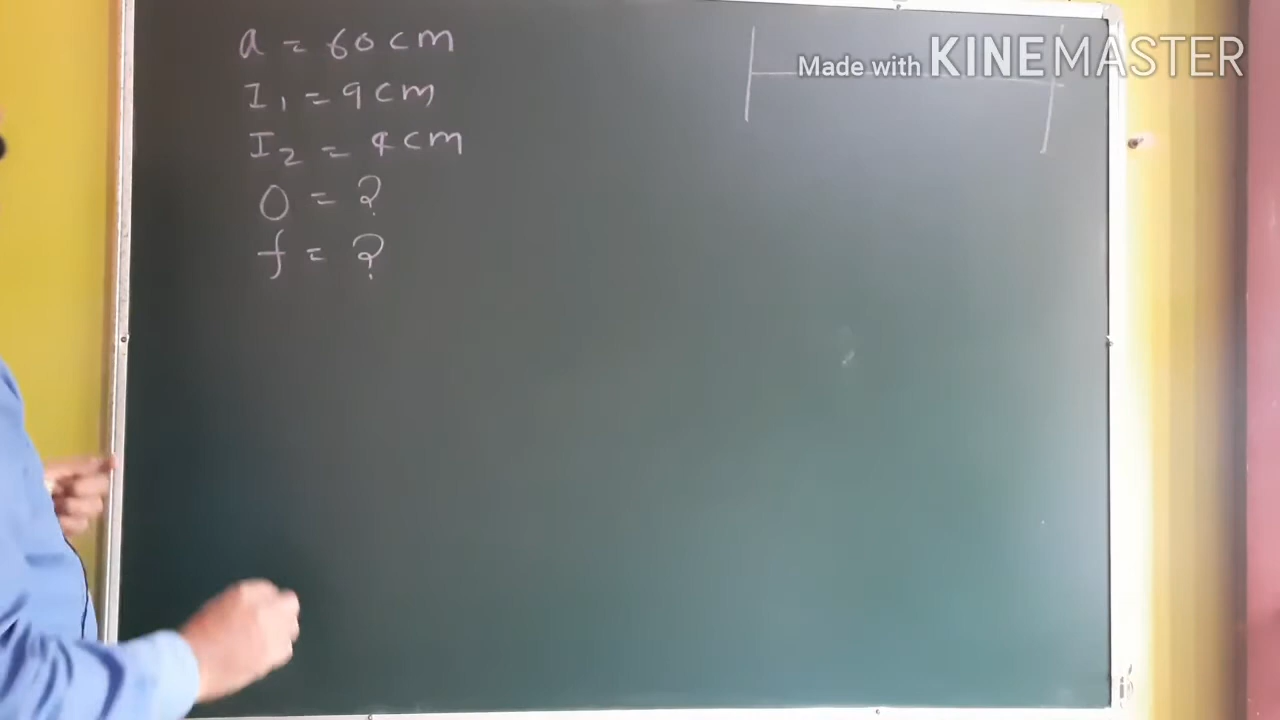 a = 60 cm
I₁ = 9 cm
I₂ = 4 cm
O = ?
f = ?
Made with KINEMASTER